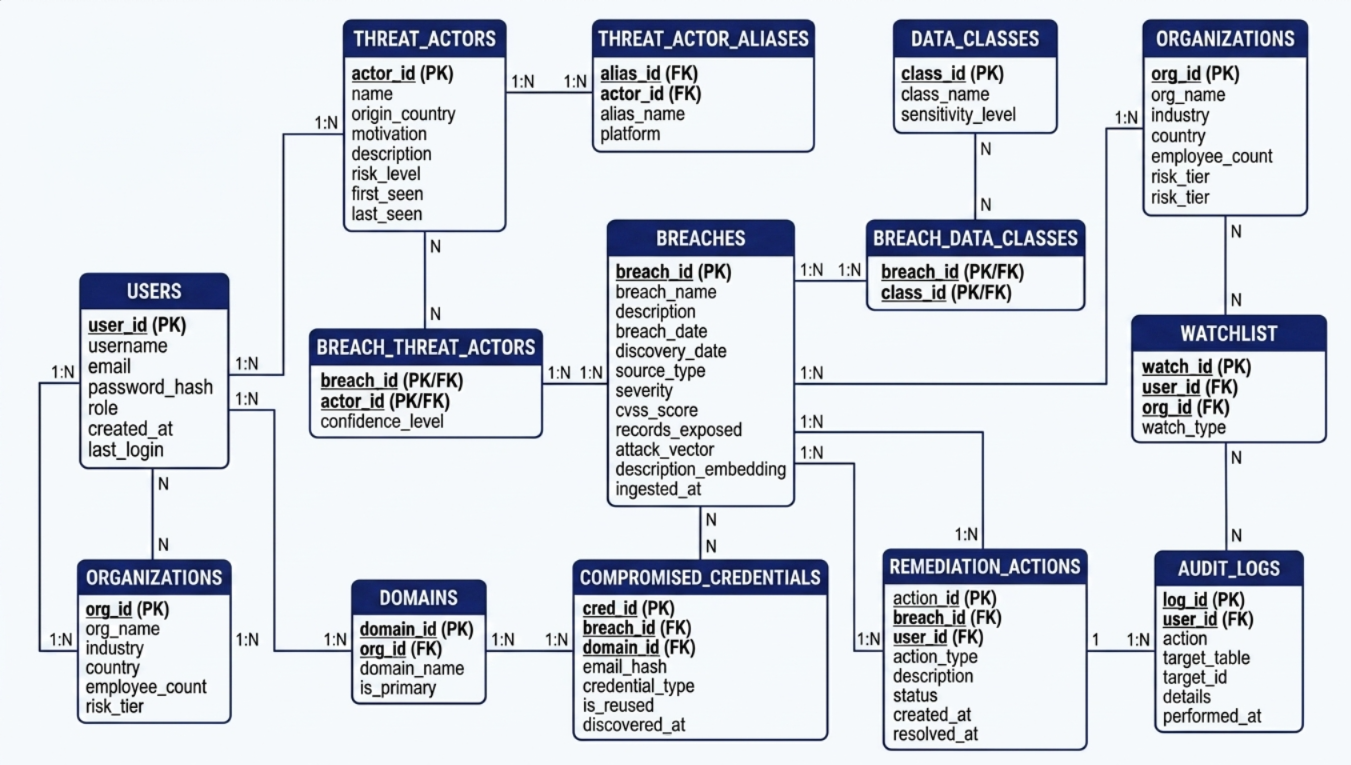 THREAT_ACTORS
actor_id (PK)
name
origin_country
motivation
description
risk_level
first_seen
last_seen
1:N
1:N
1:N
THREAT_ACTOR_ALIASES
alias_id (FK)
actor_id (FK)
alias_name
platform
DATA_CLASSES
class_id (PK)
class_name
sensitivity_level
N
N
ORGANIZATIONS
org_id (PK)
org_name
industry
country
employee_count
risk_tier
risk_tier
1:N
N
N
N
N
BREACHES
breach_id (PK)
breach_name
description
breach_date
discovery_date
source_type
severity
cvss_score
records_exposed
attack_vector
description_embedding
ingested_at
1:N
1:N
BREACH_DATA_CLASSES
breach_id (PK/FK)
class_id (PK/FK)
USERS
user_id (PK)
username
email
password_hash
role
created_at
last_login
1:N
1:N
1:N
N
N
BREACH_THREAT_ACTORS
breach_id (PK/FK)
actor_id (PK/FK)
confidence_level
1:N
1:N
1:N
1:N
1:N
WATCHLIST
watch_id (PK)
user_id (FK)
org_id (FK)
watch_type
N
N
N
N
1:N
ORGANIZATIONS
org_id (PK)
org_name
industry
country
employee_count
risk_tier
1:N
1:N
1:N
DOMAINS
domain_id (PK)
org_id (FK)
domain_name
is_primary
1:N
1:N
COMPROMISED_CREDENTIALS
cred_id (PK)
breach_id (FK)
domain_id (FK)
email_hash
credential_type
is_reused
discovered_at
1:N
REMEDIATION_ACTIONS
action_id (PK)
breach_id (FK)
user_id (FK)
action_type
description
status
created_at
resolved_at
1
1:N
AUDIT_LOGS
log_id (PK)
user_id (FK)
action
target_table
target_id
details
performed_at